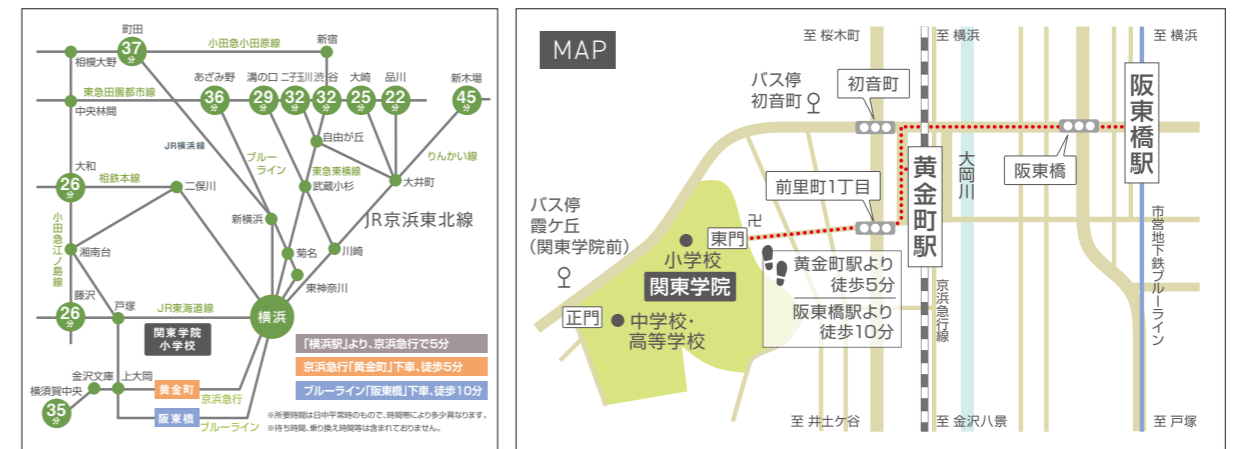 町田
37分
小田急小田原線
新宿
相模大野
あざみ野
溝の口
二子玉川
渋谷
大崎
品川
新木場
東急田園都市線
36分
29分
32分
32分
25分
22分
45分
中央林間
JR横浜線
ブルーライン
自由が丘
りんかい線
大和
26分
相鉄本線
二俣川
東急東横線
武蔵小杉
大井町
小田急江ノ島線
新横浜
JR京浜東北線
湘南台
菊名
川崎
東神奈川
藤沢
26分
戸塚
JR東海道線
横浜
関東学院
小学校
「横浜駅」より、京浜急行で5分
京浜急行「黄金町」下車、徒歩5分
ブルーライン「阪東橋」下車、徒歩10分
金沢文庫
上大岡
横須賀中央
35分
黄金町
京浜急行
阪東橋
ブルーライン
※所要時間は日中平常時のもので、時間帯により多少異なります。
※待ち時間、乗り換え時間等は含まれておりません。
MAP
至 桜木町
至 横浜
至 横浜
バス停
初音町
初音町
阪東橋駅
大岡川
阪東橋
黄金町駅
前里町1丁目
バス停
霞ケ丘
(関東学院前)
卍
東門
小学校
関東学院
黄金町駅より
徒歩5分
阪東橋駅より
徒歩10分
正門
中学校・
高等学校
京浜急行線
市営地下鉄ブルーライン
至 井土ケ谷
至 金沢八景
至 戸塚